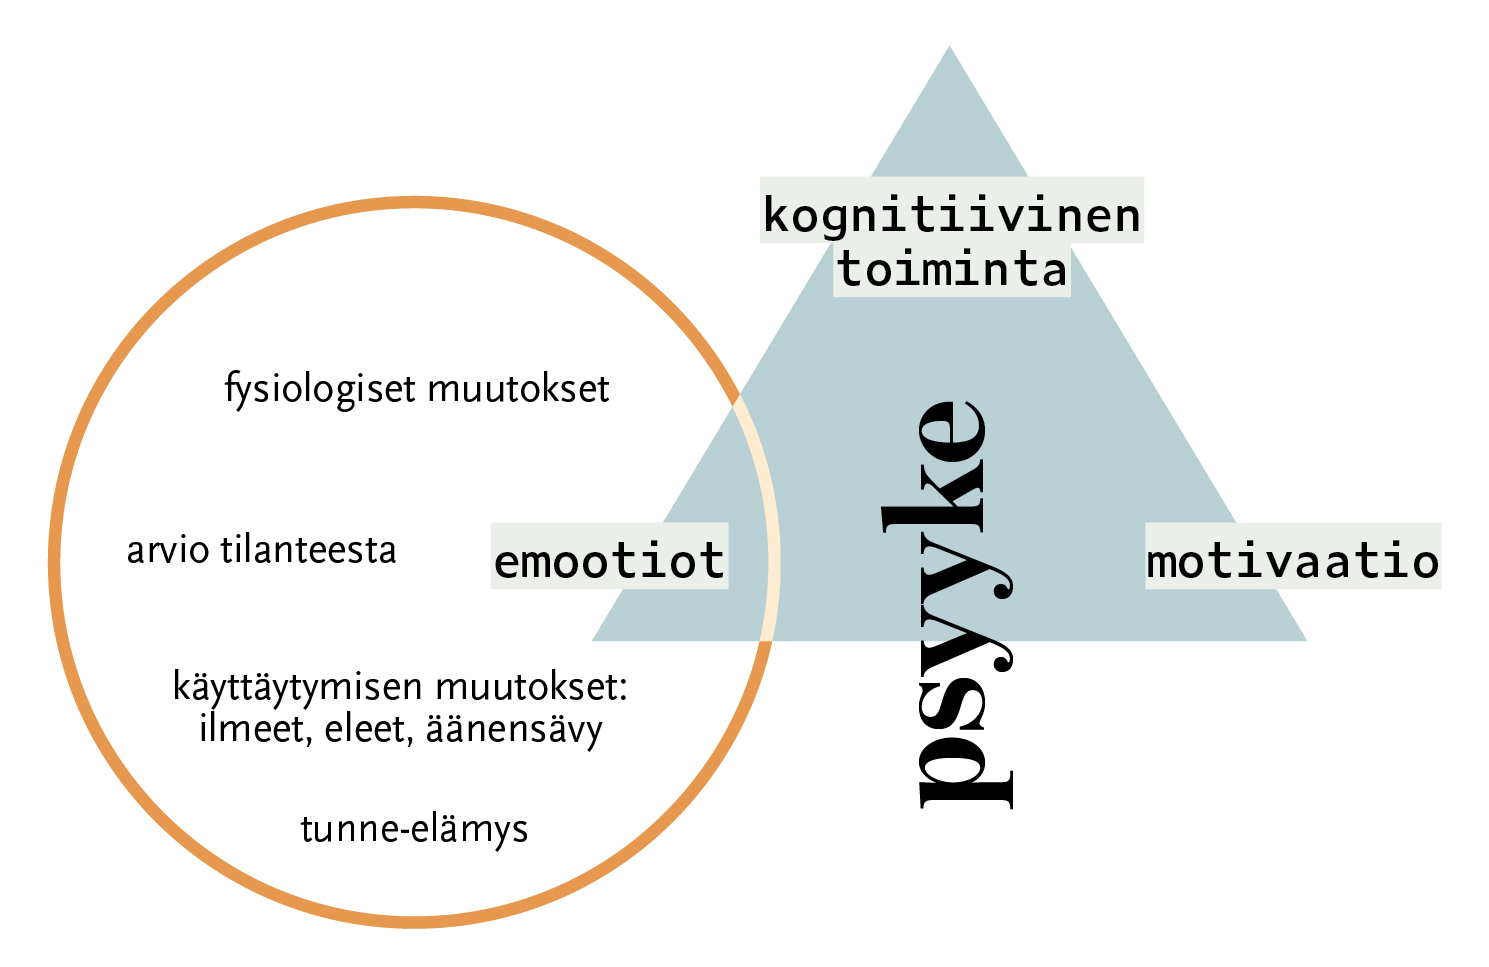 kognitiivinen
toiminta
fysiologiset muutokset
arvio tilanteesta
emootiot
psyyke
motivaatio
käyttäytymisen muutokset:
ilmeet, eleet, äänensävy
tunne-elämys